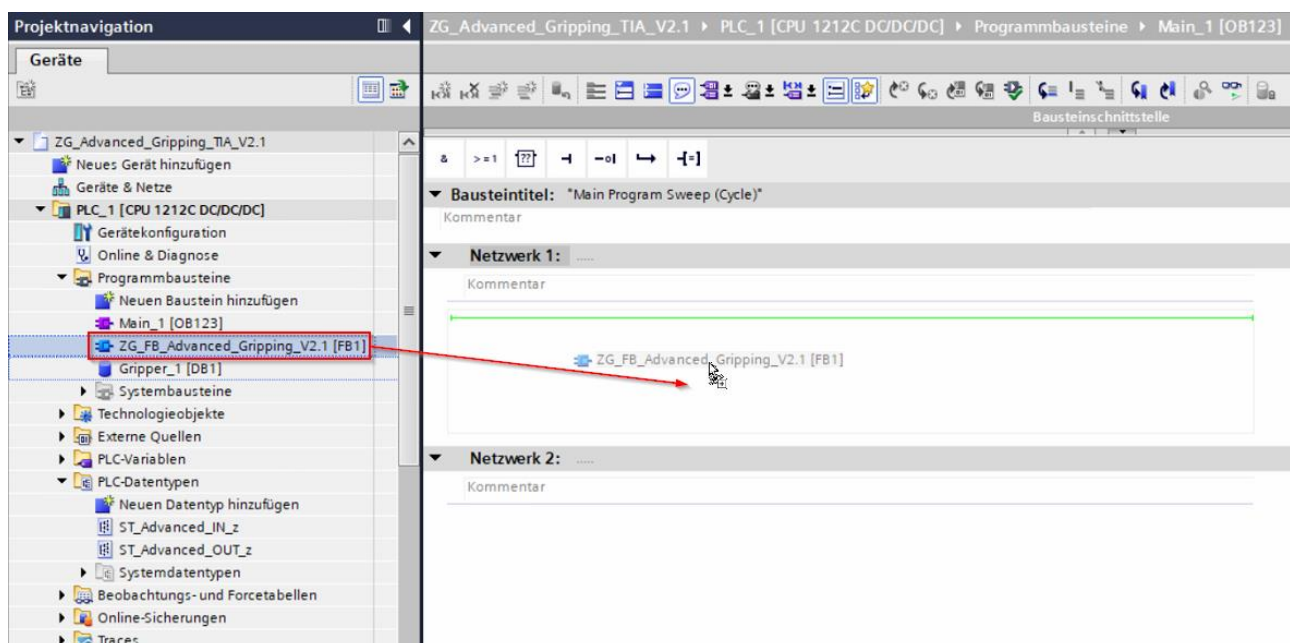 Projektnavigation
ZG_Advanced_Gripping_TIA_V2.1 ▸ PLC_1 [CPU 1212C DC/DC/DC] ▸ Programmbausteine ▸ Main_1 [OB123]
Geräte
Bausteinschnittstelle
ZG_Advanced_Gripping_TIA_V2.1
Neues Gerät hinzufügen
Geräte & Netze
PLC_1 [CPU 1212C DC/DC/DC]
Gerätekonfiguration
Online & Diagnose
Programmbausteine
Neuen Baustein hinzufügen
Main_1 [OB123]
ZG_FB_Advanced_Gripping_V2.1 [FB1]
Gripper_1 [DB1]
Systembausteine
Technologieobjekte
Externe Quellen
PLC-Variablen
PLC-Datentypen
Neuen Datentyp hinzufügen
ST_Advanced_IN_z
ST_Advanced_OUT_z
Systemdatentypen
Beobachtungs- und Forcetabellen
Online-Sicherungen
Traces
& >=1 ?? -o| -[=]
Bausteintitel: "Main Program Sweep (Cycle)"
Kommentar
Netzwerk 1: .....
Kommentar
ZG_FB_Advanced_Gripping_V2.1 [FB1]
Netzwerk 2: .....
Kommentar